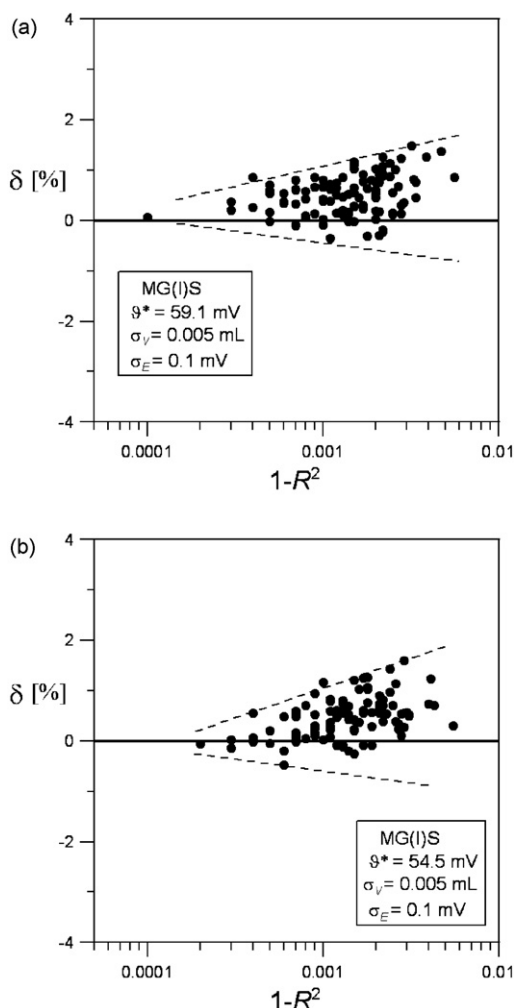 (a)
4
2
δ [%]
0
MG(I)S
ϑ* = 59.1 mV
σV = 0.005 mL
σE = 0.1 mV
-2
-4
0.0001 0.001 0.01
1-R²
(b)
4
2
δ [%]
0
MG(I)S
ϑ* = 54.5 mV
σV = 0.005 mL
σE = 0.1 mV
-2
-4
0.0001 0.001 0.01
1-R²